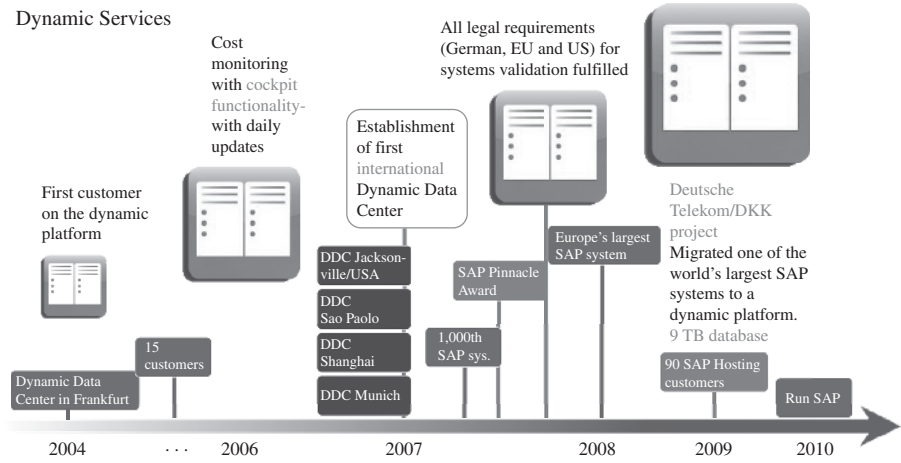 Dynamic Services
First customer
on the dynamic
platform
Cost
monitoring
with cockpit
functionality-
with daily
updates
Establishment
of first
international
Dynamic Data
Center
All legal requirements
(German, EU and US) for
systems validation fulfilled
Deutsche
Telekom/DKK
project
Migrated one of the
world's largest SAP
systems to a
dynamic platform.
9 TB database
Dynamic Data
Center in Frankfurt
15
customers
DDC Jackson-
ville/USA
DDC
Sao Paolo
DDC
Shanghai
DDC Munich
1,000th
SAP sys.
SAP Pinnacle
Award
Europe's largest
SAP system
90 SAP Hosting
customers
Run SAP
2004 . . . 2006 2007 2008 2009 2010